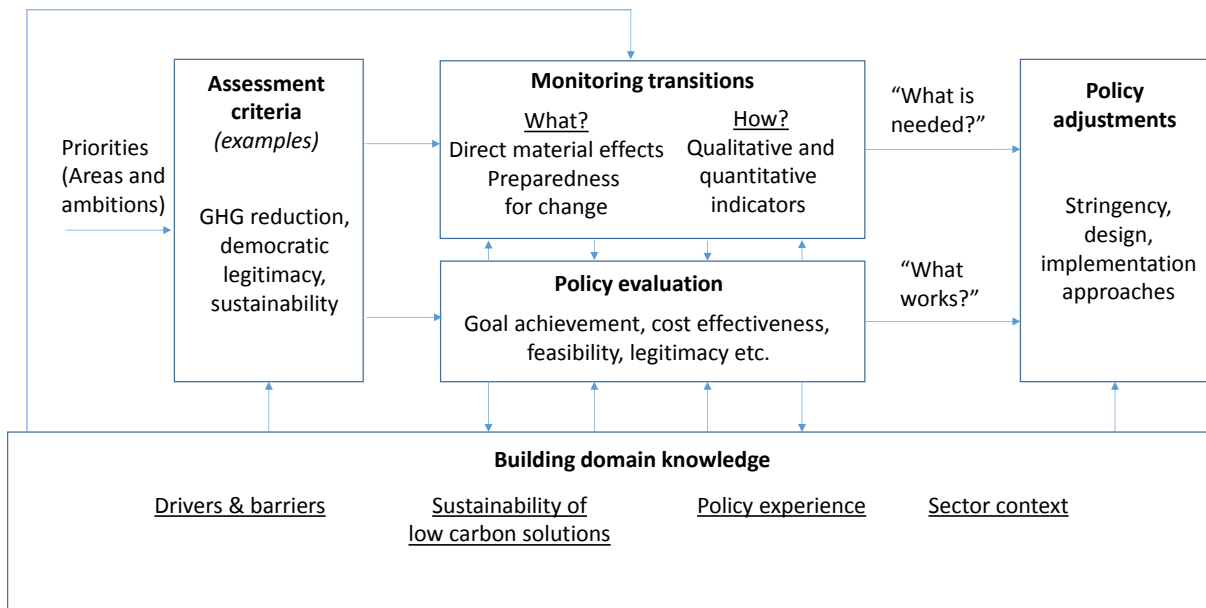 Priorities
(Areas and
ambitions)
Assessment
criteria
(examples)
GHG reduction,
democratic
legitimacy,
sustainability
Monitoring transitions
What?
Direct material effects
Preparedness
for change
How?
Qualitative and
quantitative
indicators
Policy evaluation
Goal achievement, cost effectiveness,
feasibility, legitimacy etc.
“What is
needed?”
“What
works?”
Policy
adjustments
Stringency,
design,
implementation
approaches
Building domain knowledge
Drivers & barriers
Sustainability of
low carbon solutions
Policy experience
Sector context